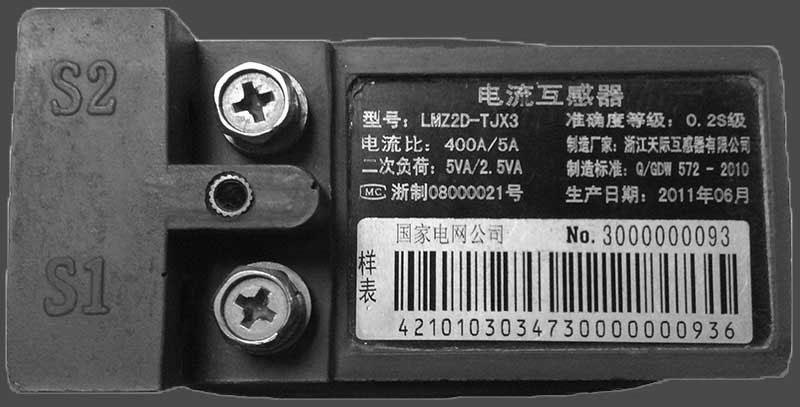 S2
S1
电流互感器
型号：LMZ2D-TJX3 准确度等级：0.2S级
电流比：400A/5A 制造厂家：浙江天际互感器有限公司
二次负荷：5VA/2.5VA 制造标准：Q/GDW 572 - 2010
MC 浙制08000021号 生产日期：2011年06月
国家电网公司 No. 3000000093
样表
4210103034730000000936